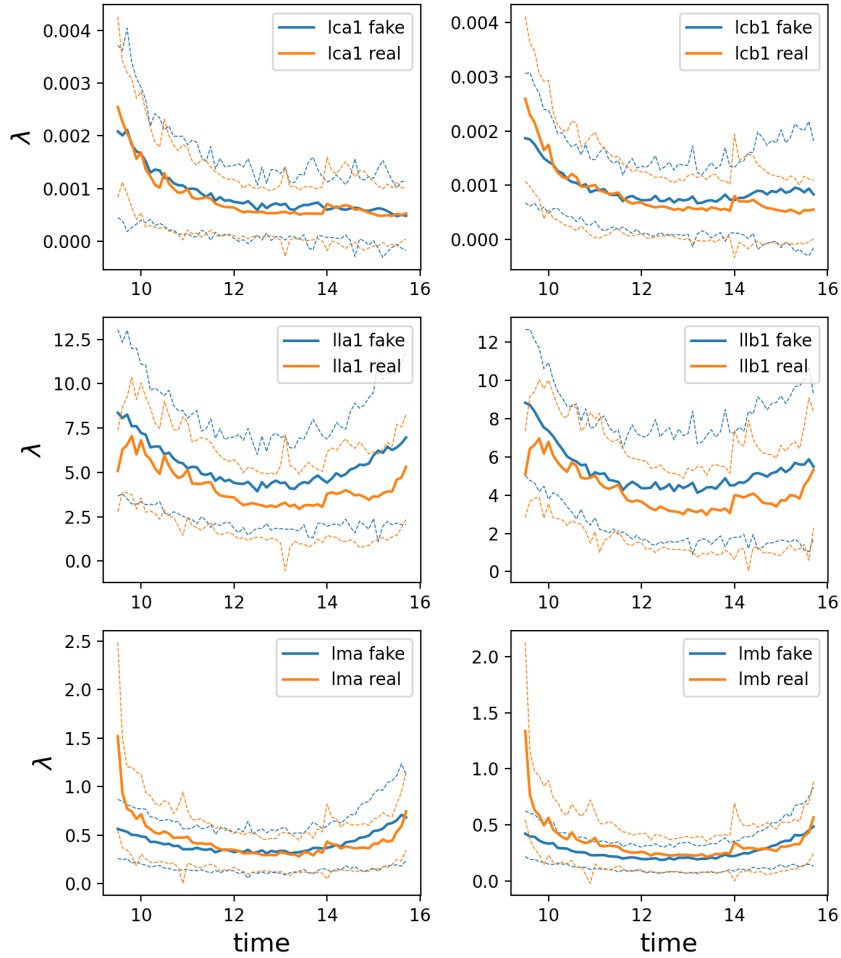 lca1 fake
lca1 real
0.004
0.003
0.002
0.001
0.000
λ
10 12 14 16
lcb1 fake
lcb1 real
0.004
0.003
0.002
0.001
0.000
10 12 14 16
lla1 fake
lla1 real
12.5
10.0
7.5
5.0
2.5
0.0
λ
10 12 14 16
llb1 fake
llb1 real
12
10
8
6
4
2
0
10 12 14 16
lma fake
lma real
2.5
2.0
1.5
1.0
0.5
0.0
λ
10 12 14 16
time
lmb fake
lmb real
2.0
1.5
1.0
0.5
0.0
10 12 14 16
time